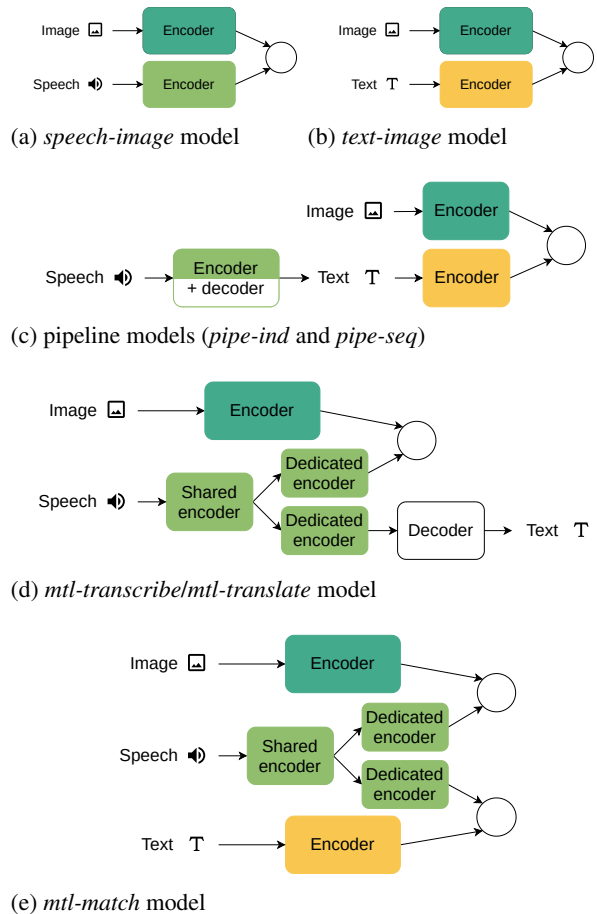 Image Encoder
Speech Encoder
(a) speech-image model
Image Encoder
Text T Encoder
(b) text-image model
Image Encoder
Speech Encoder + decoder Text T Encoder
(c) pipeline models (pipe-ind and pipe-seq)
Image Encoder
Dedicated encoder
Speech Shared encoder
Dedicated encoder Decoder Text T
(d) mtl-transcribe/mtl-translate model
Image Encoder
Dedicated encoder
Speech Shared encoder
Dedicated encoder
Text T Encoder
(e) mtl-match model